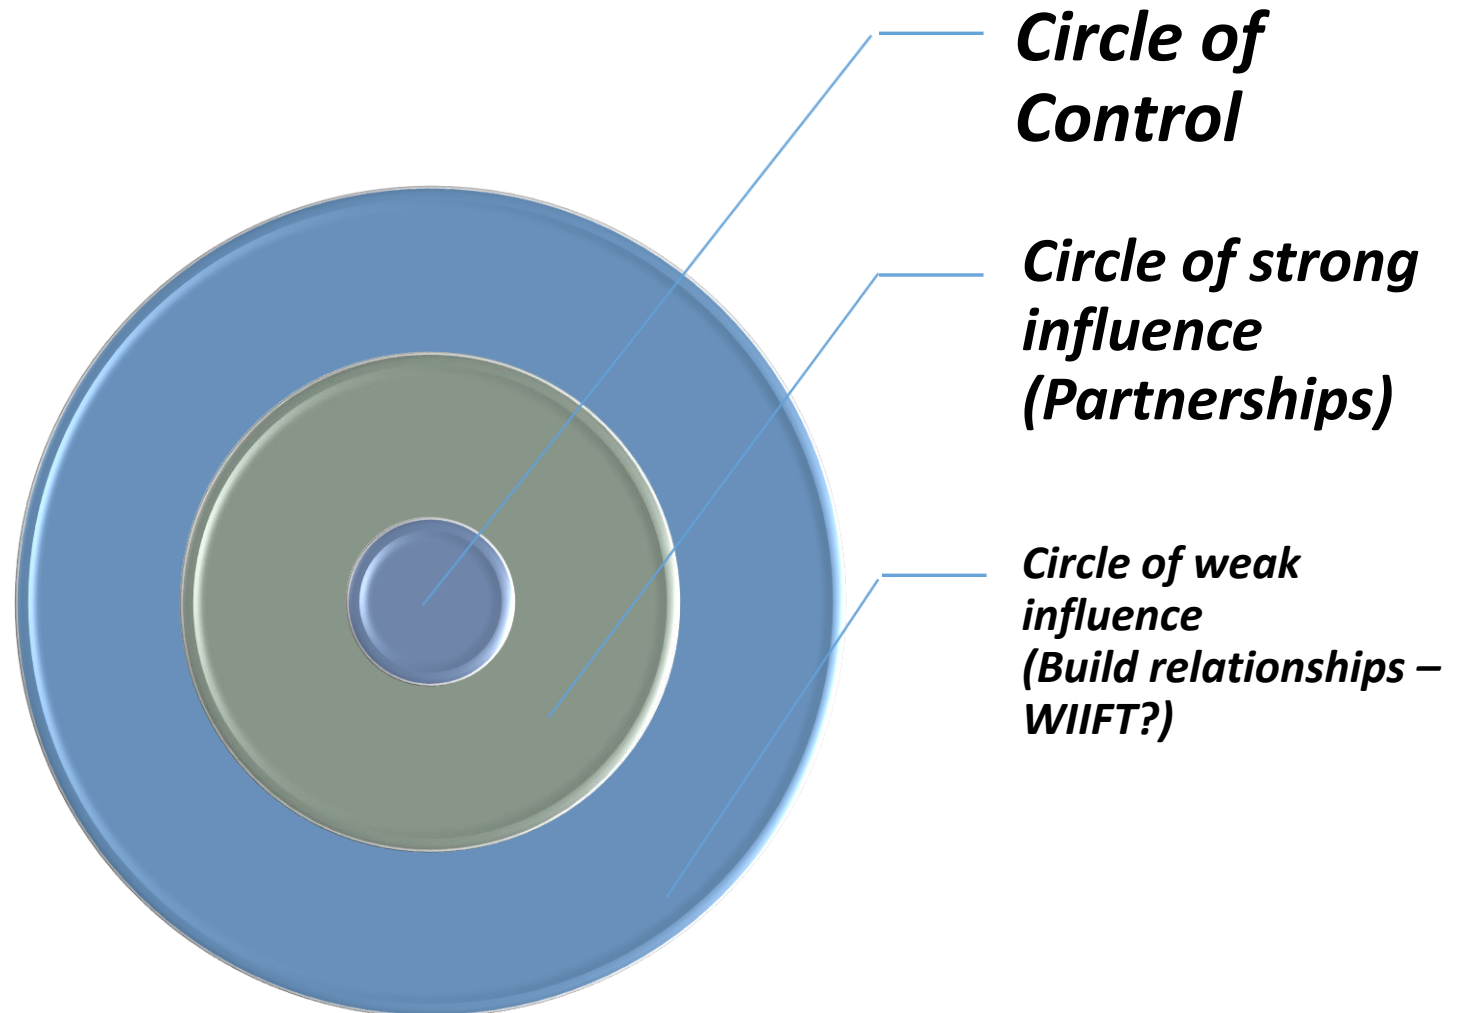 Circle of
Control
Circle of strong
influence
(Partnerships)
Circle of weak
influence
(Build relationships –
WIIFT?)